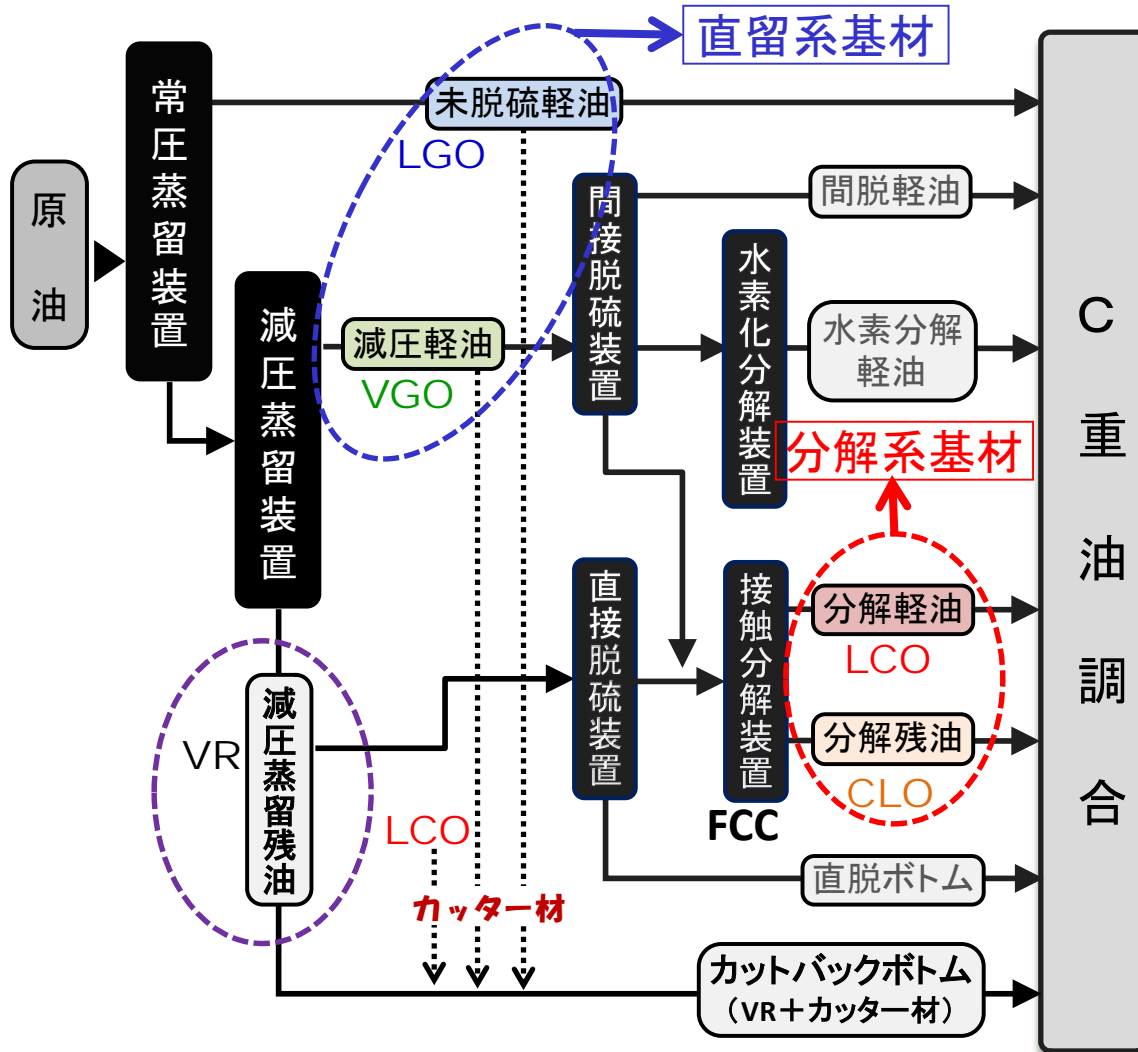 直留系基材
常圧蒸留装置
未脱硫軽油
LGO
原油
間脱軽油
間接脱硫装置
水素化分解装置
減圧蒸留装置
減圧軽油
VGO
水素分解
軽油
C重油調合
分解系基材
直接脱硫装置
接触分解装置
分解軽油
LCO
減圧蒸留残油
VR
分解残油
CLO
FCC
LCO
直脱ボトム
カッター材
カットバックボトム
（VR＋カッター材）